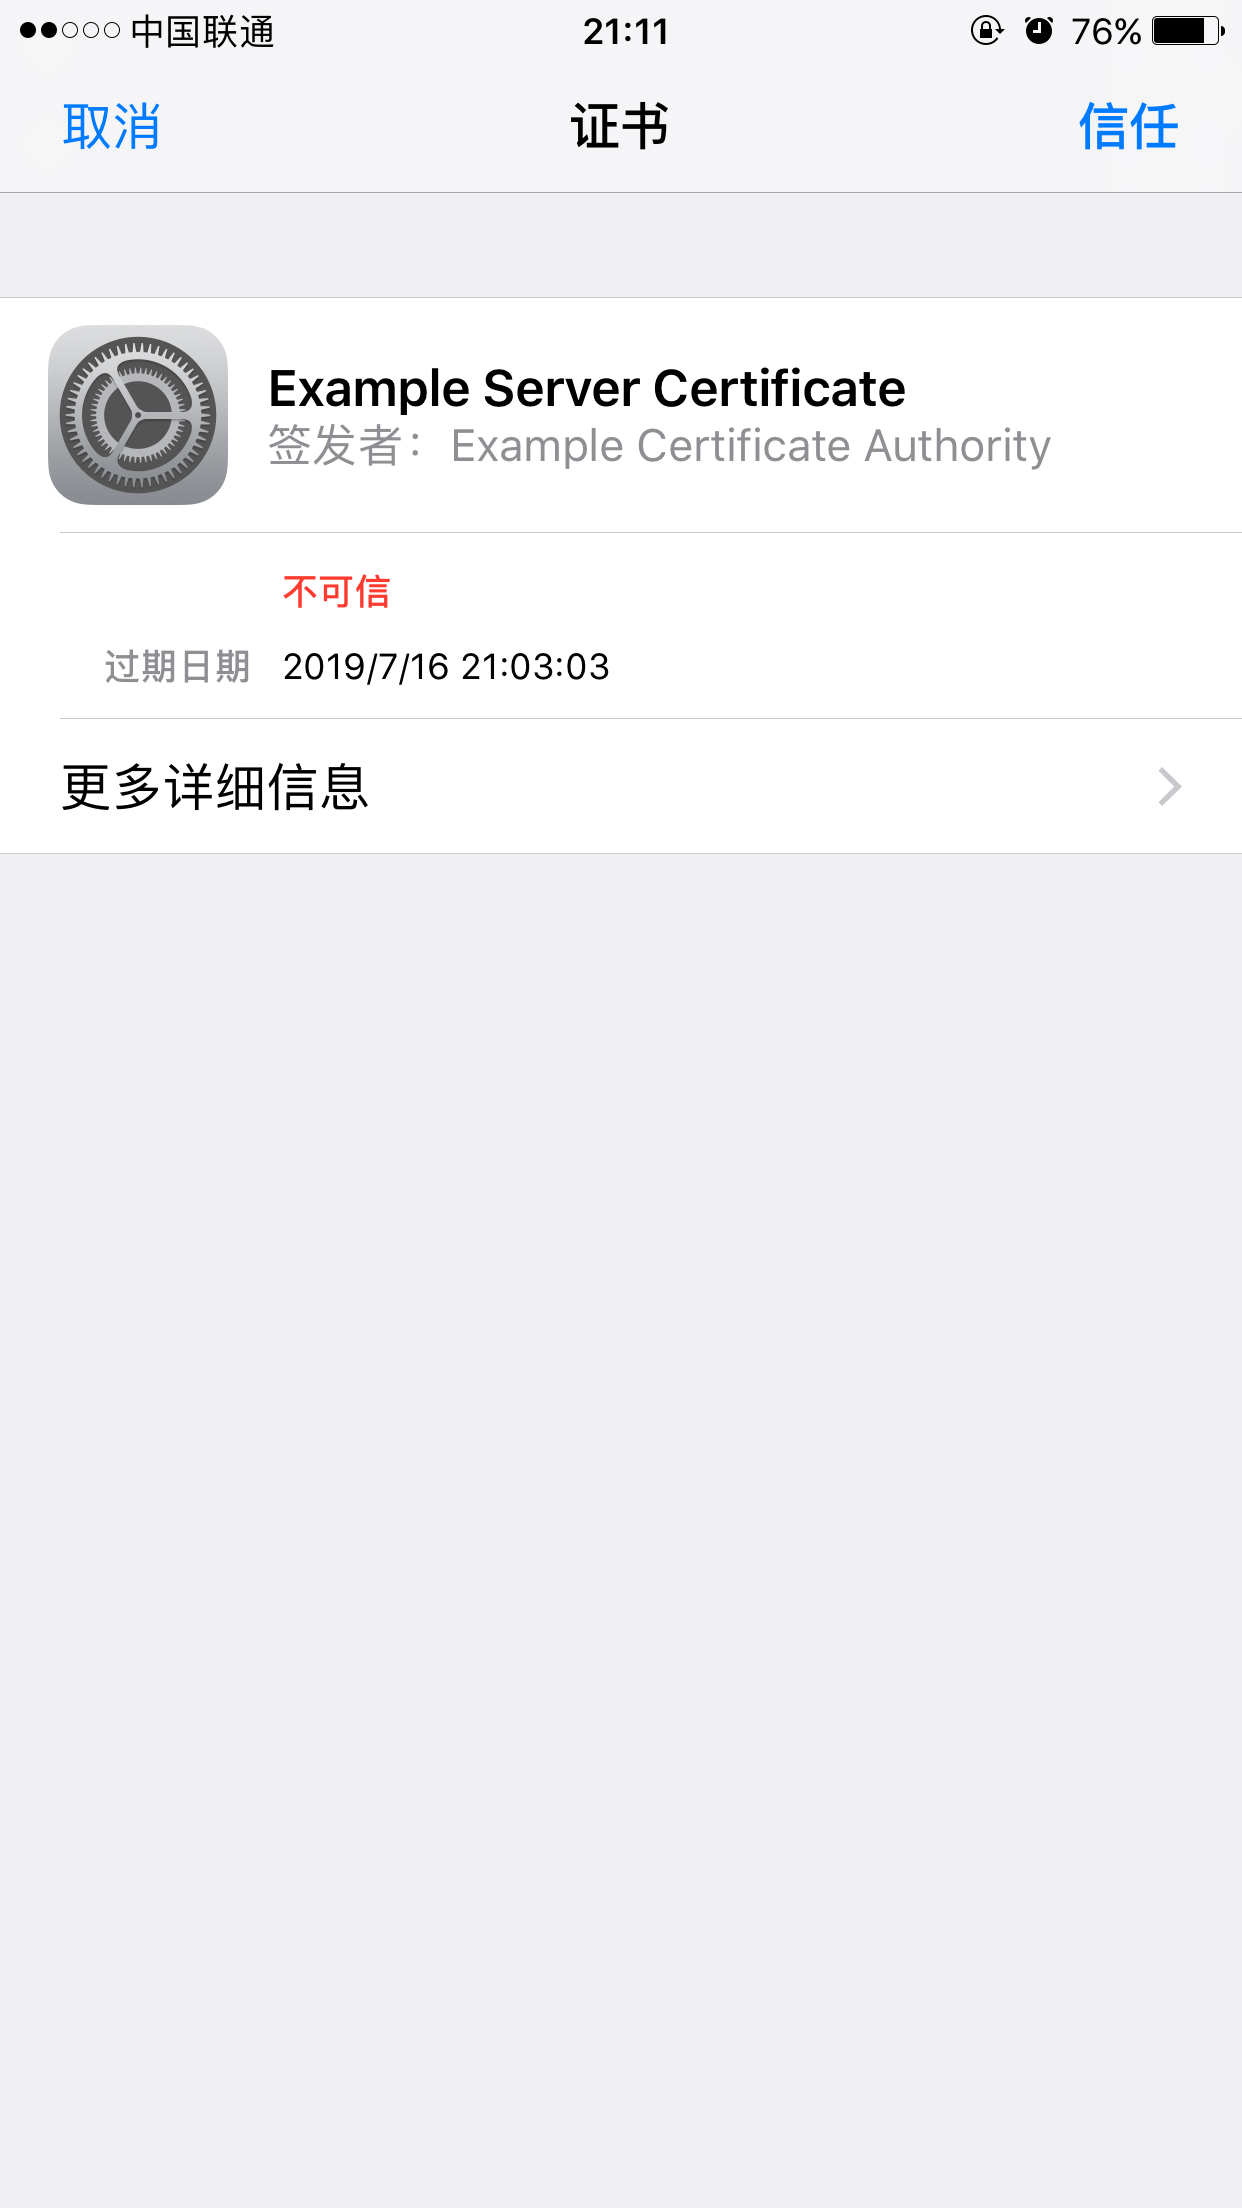 中国联通 21:11 76%
取消 证书 信任
Example Server Certificate
签发者：Example Certificate Authority
不可信
过期日期 2019/7/16 21:03:03
更多详细信息